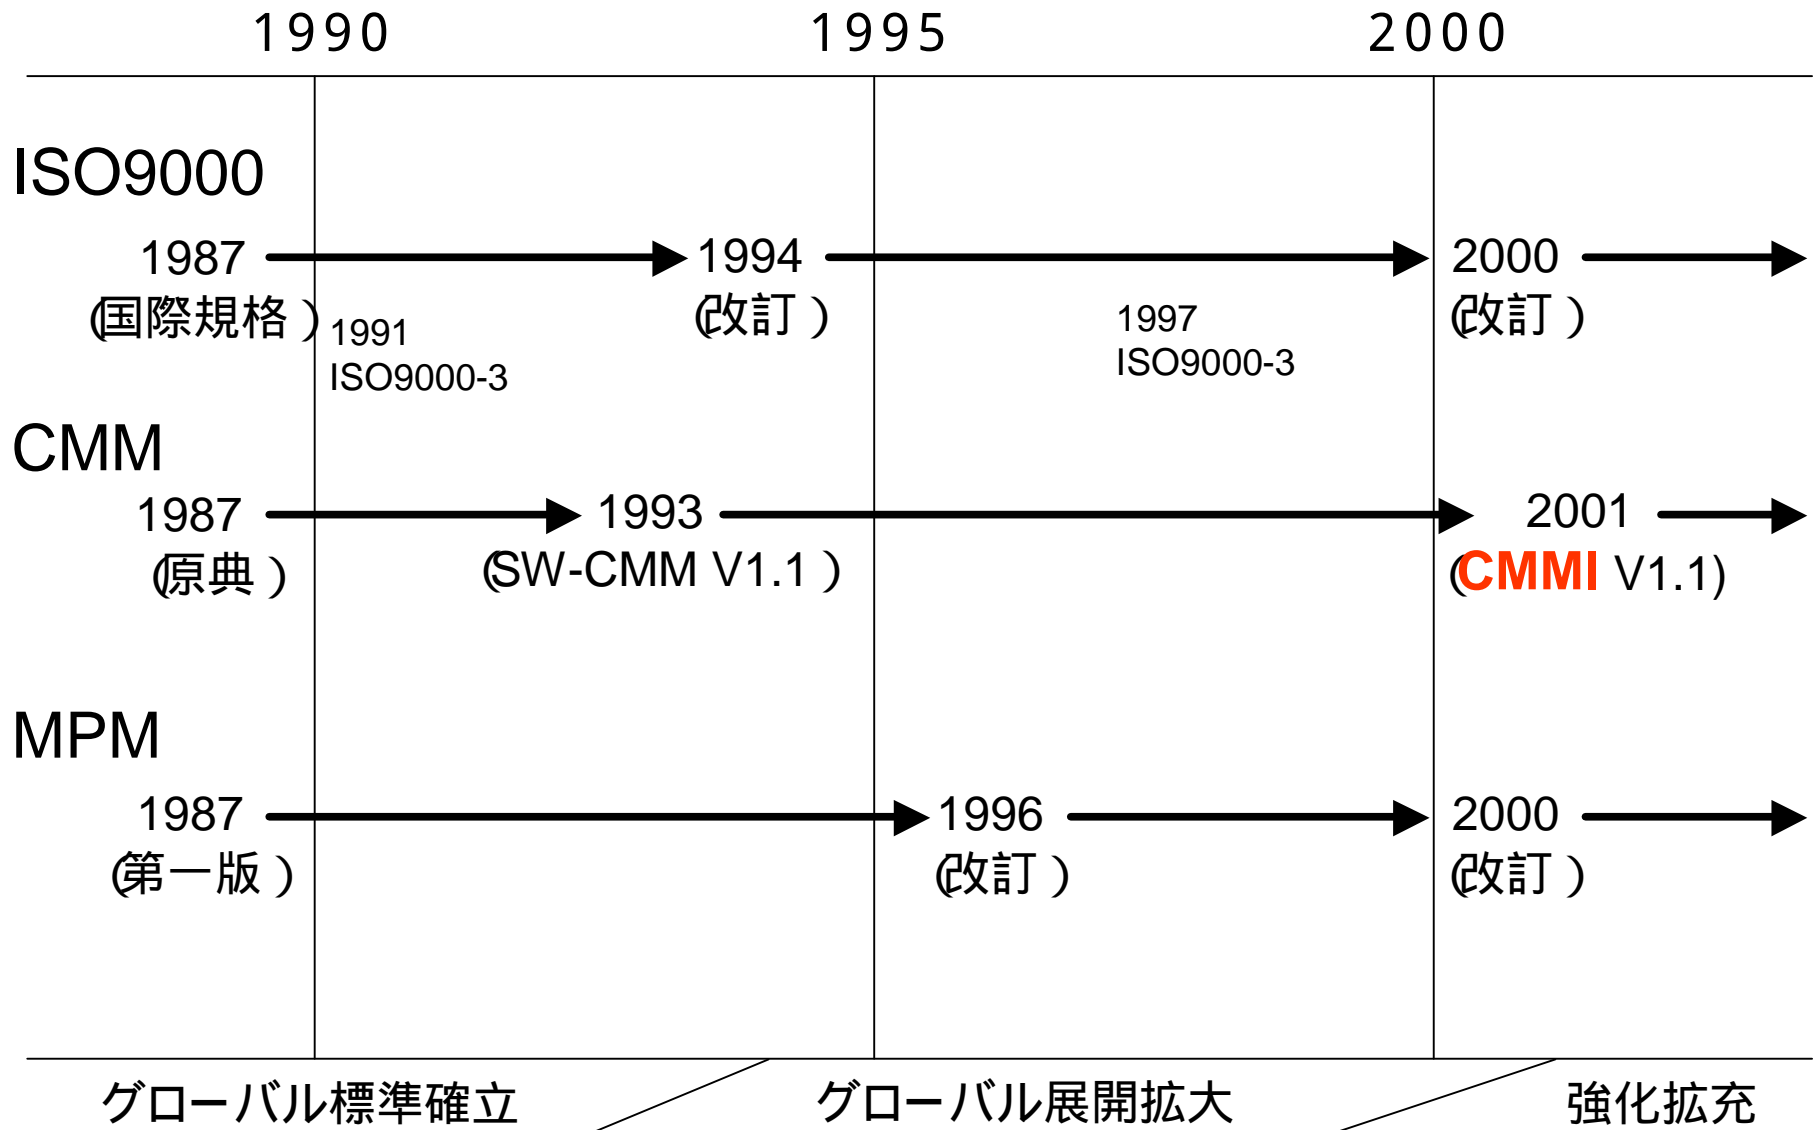 1990 1995 2000
ISO9000
1987 1994 2000
(国際規格) (改訂) (改訂)
1991 1997
ISO9000-3 ISO9000-3
CMM
1987 1993 2001
(原典) (SW-CMM V1.1) (CMMI V1.1)
MPM
1987 1996 2000
(第一版) (改訂) (改訂)
グローバル標準確立 グローバル展開拡大 強化拡充